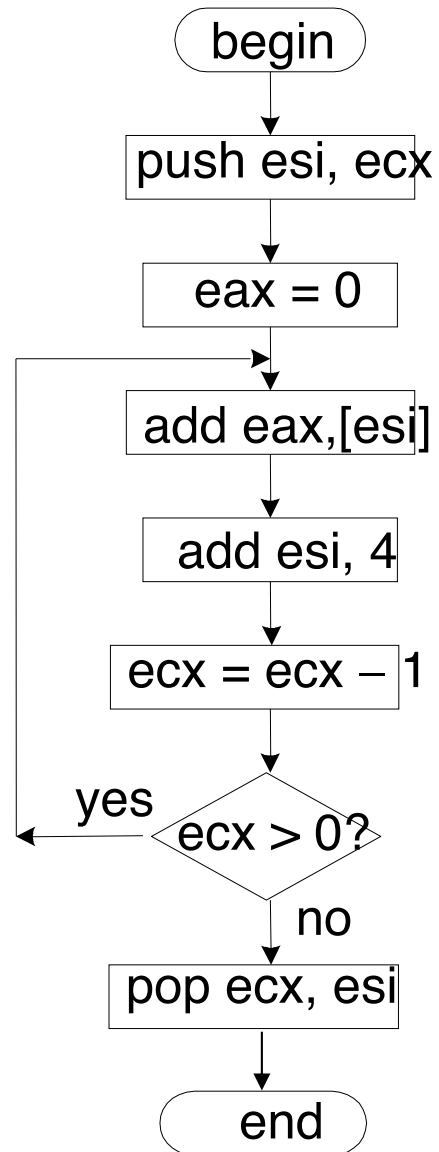 begin
push esi, ecx
eax = 0
add eax,[esi]
add esi, 4
ecx = ecx – 1
yes
ecx > 0?
no
pop ecx, esi
end